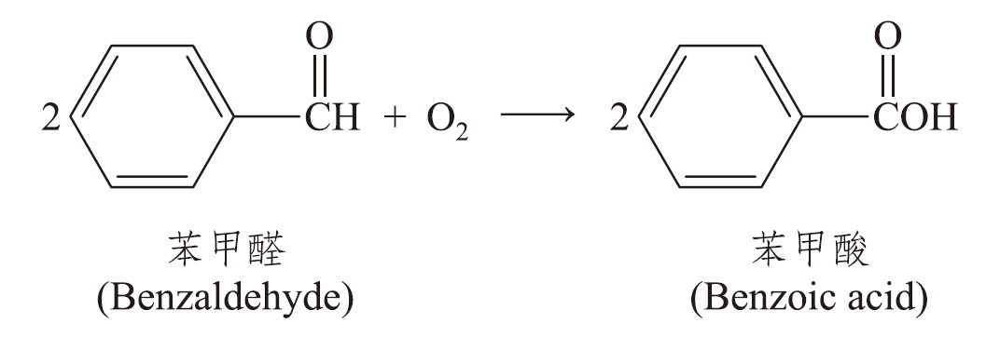 O O
2 CH + O₂ ⟶ 2 COH
苯甲醛 苯甲酸
(Benzaldehyde) (Benzoic acid)